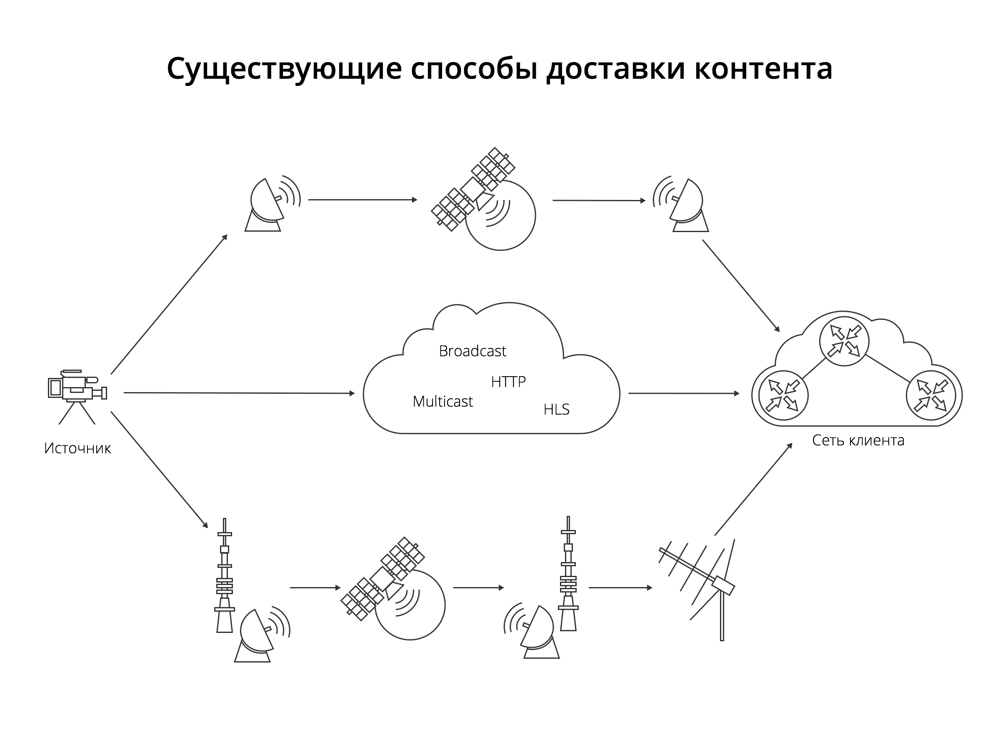 Существующие способы доставки контента
Broadcast
HTTP
Multicast
HLS
Источник
Сеть клиента